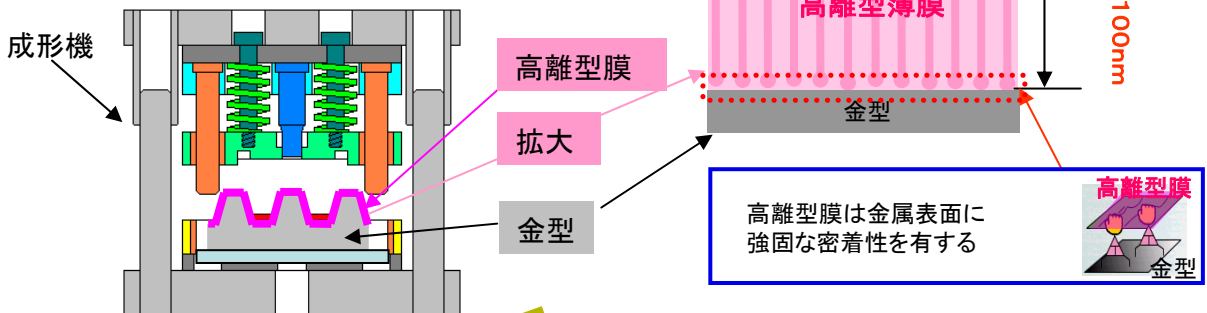 成形機
高離型膜
拡大
金型
高離型薄膜
100nm
金型
高離型膜は金属表面に
強固な密着性を有する
高離型膜
金型